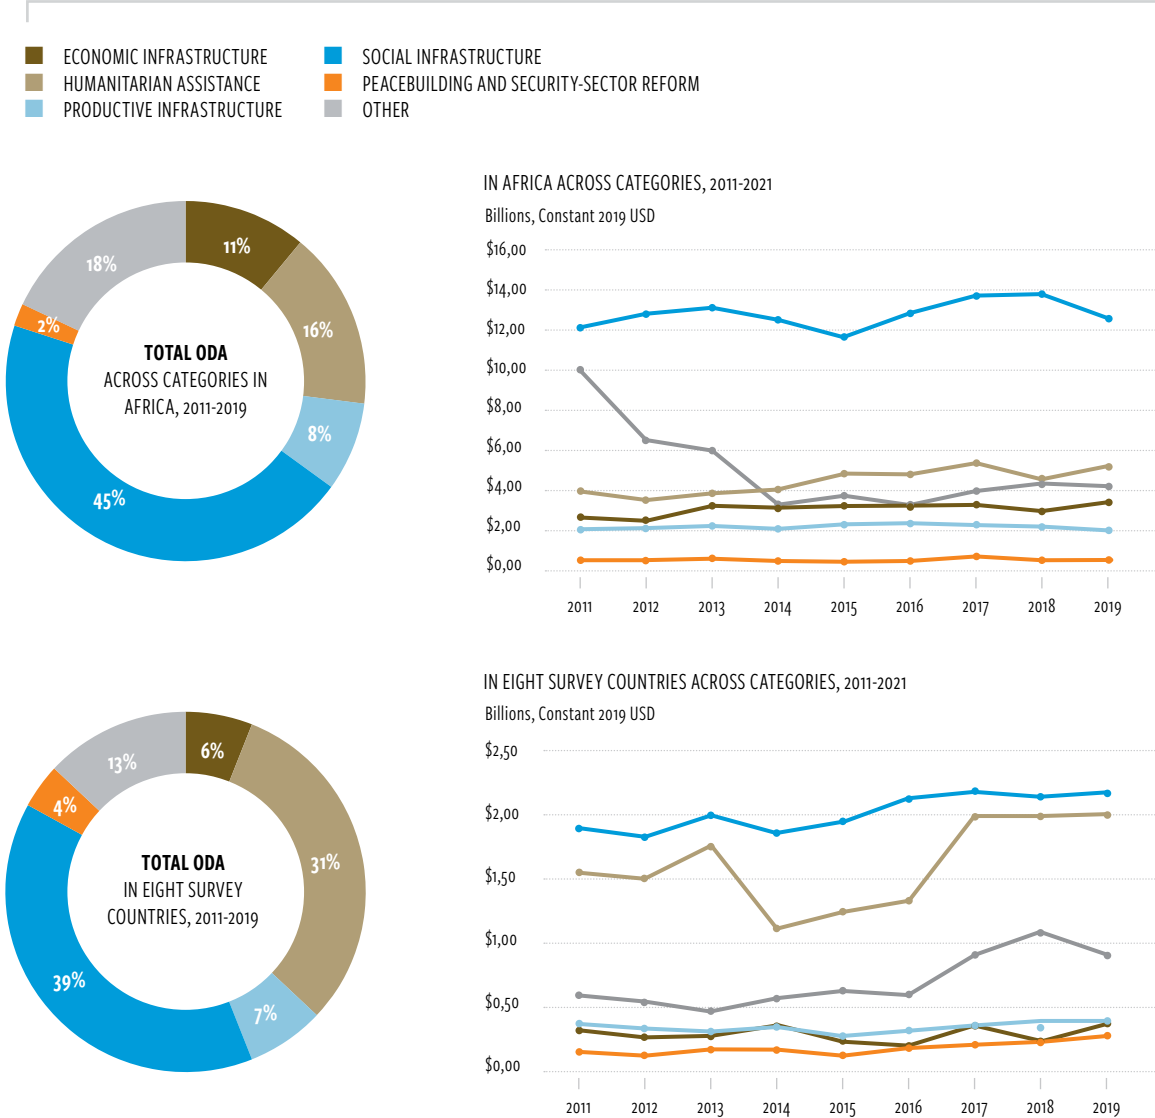 ECONOMIC INFRASTRUCTURE
HUMANITARIAN ASSISTANCE
PRODUCTIVE INFRASTRUCTURE
SOCIAL INFRASTRUCTURE
PEACEBUILDING AND SECURITY-SECTOR REFORM
OTHER
11%
16%
8%
45%
2%
18%
TOTAL ODA
ACROSS CATEGORIES IN
AFRICA, 2011-2019
IN AFRICA ACROSS CATEGORIES, 2011-2021
Billions, Constant 2019 USD
$16,00
$14,00
$12,00
$10,00
$8,00
$6,00
$4,00
$2,00
$0,00
2011 2012 2013 2014 2015 2016 2017 2018 2019
6%
31%
7%
39%
4%
13%
TOTAL ODA
IN EIGHT SURVEY
COUNTRIES, 2011-2019
IN EIGHT SURVEY COUNTRIES ACROSS CATEGORIES, 2011-2021
Billions, Constant 2019 USD
$2,50
$2,00
$1,50
$1,00
$0,50
$0,00
2011 2012 2013 2014 2015 2016 2017 2018 2019